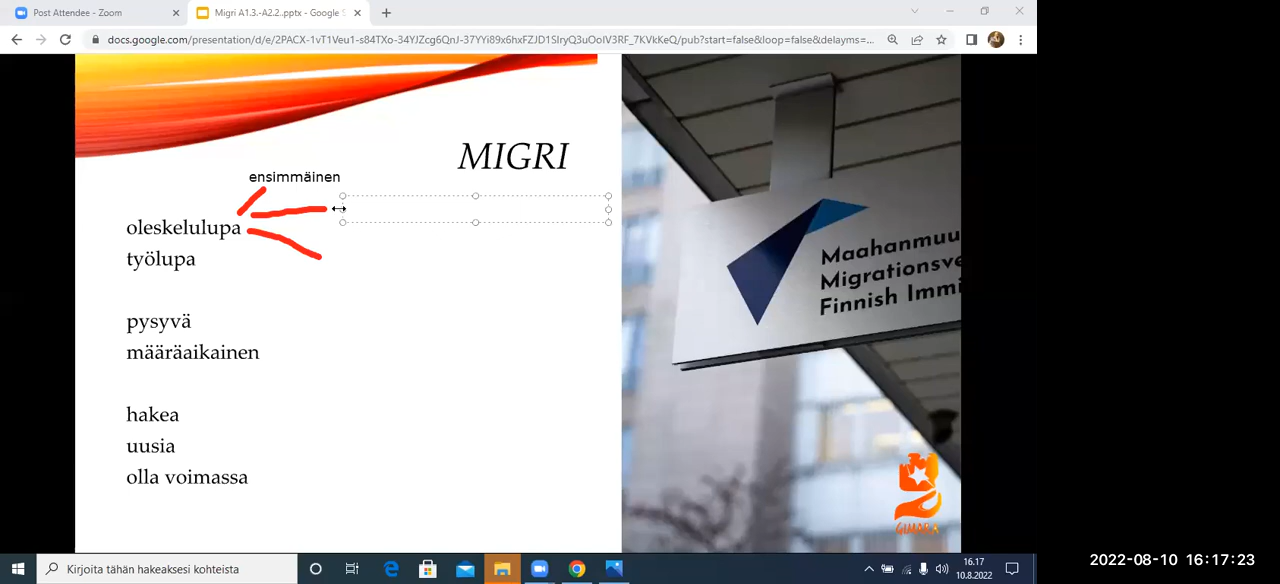 Post Attendee - Zoom
Migri A1.3.-A2.2..pptx - Google S
docs.google.com/presentation/d/e/2PACX-1vT1Veu1-s84TXo-34YJZcg6QnJ-37YYi89x6hxFZJD1SIryQ3uOoIV3RF_7KVkKeQ/pub?start=false&loop=false&delayms=...
MIGRI
ensimmäinen
oleskelulupa
työlupa
pysyvä
määräaikainen
hakea
uusia
olla voimassa
Maahanmuu
Migrationsve
Finnish Immi
GIMARA
Kirjoita tähän hakeaksesi kohteista
16.17
10.8.2022
2022-08-10 16:17:23